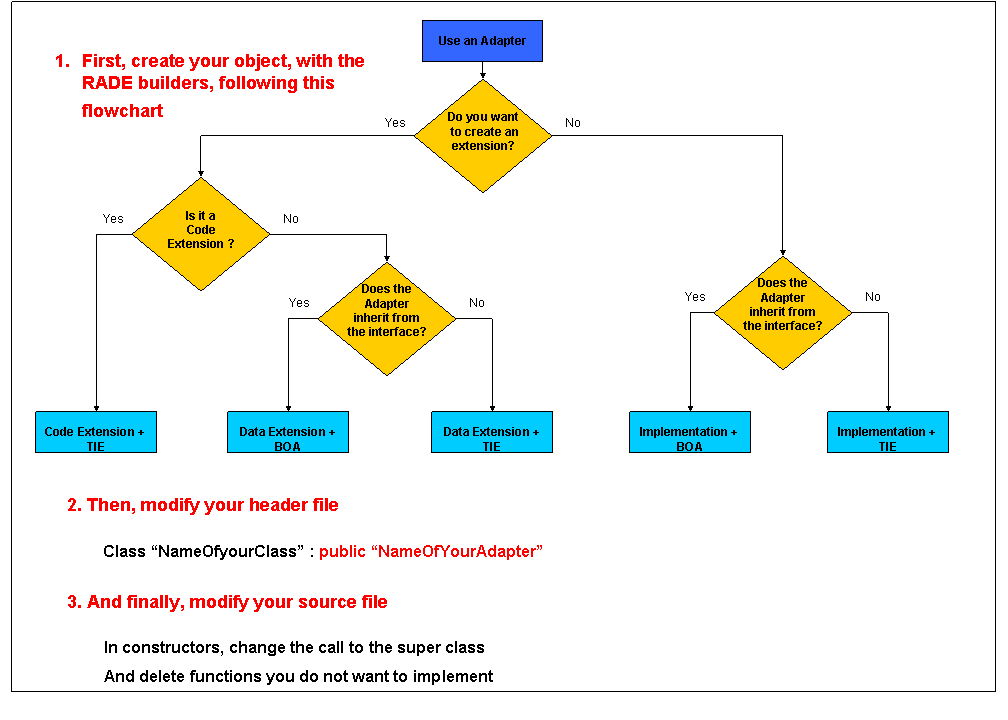 Use an Adapter
1. First, create your object, with the
RADE builders, following this
flowchart
Do you want
to create an
extension?
Yes
No
Is it a
Code
Extension ?
Yes
No
Does the
Adapter
inherit from
the interface?
Yes
No
Does the
Adapter
inherit from
the interface?
Yes
No
Code Extension +
TIE
Data Extension +
BOA
Data Extension +
TIE
Implementation +
BOA
Implementation +
TIE
2. Then, modify your header file
Class “NameOfyourClass” : public “NameOfYourAdapter”
3. And finally, modify your source file
In constructors, change the call to the super class
And delete functions you do not want to implement